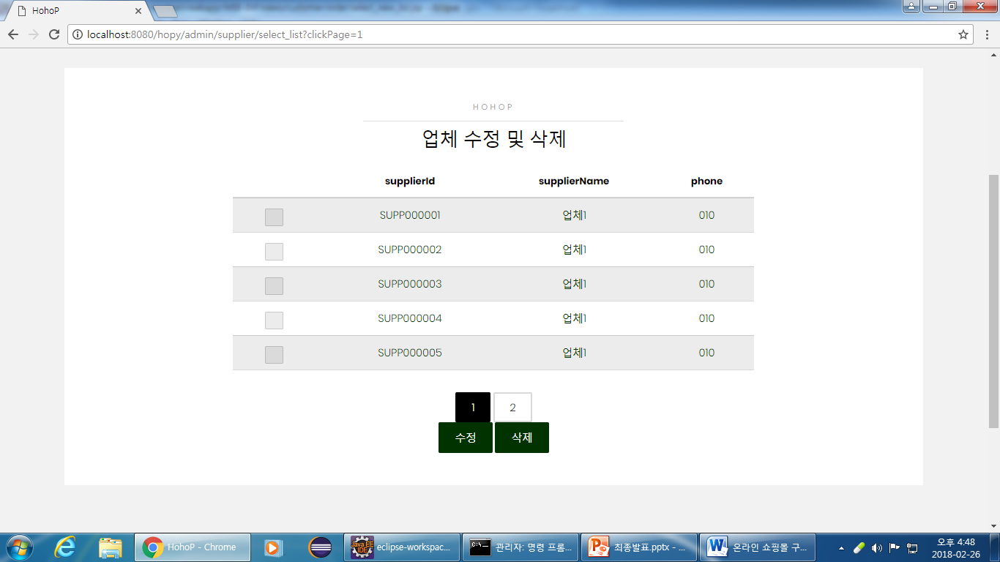 HohoP
localhost:8080/hopy/admin/supplier/select_list?clickPage=1
HOHOP
업체 수정 및 삭제
supplierId supplierName phone
SUPP000001 업체1 010
SUPP000002 업체1 010
SUPP000003 업체1 010
SUPP000004 업체1 010
SUPP000005 업체1 010
1 2
수정 삭제
HohoP - Chrome
Java EE IDE
eclipse-workspac...
C:\.
관리자: 명령 프롬...
최종발표.pptx - ...
온라인 쇼핑몰 구...
오후 4:48
2018-02-26